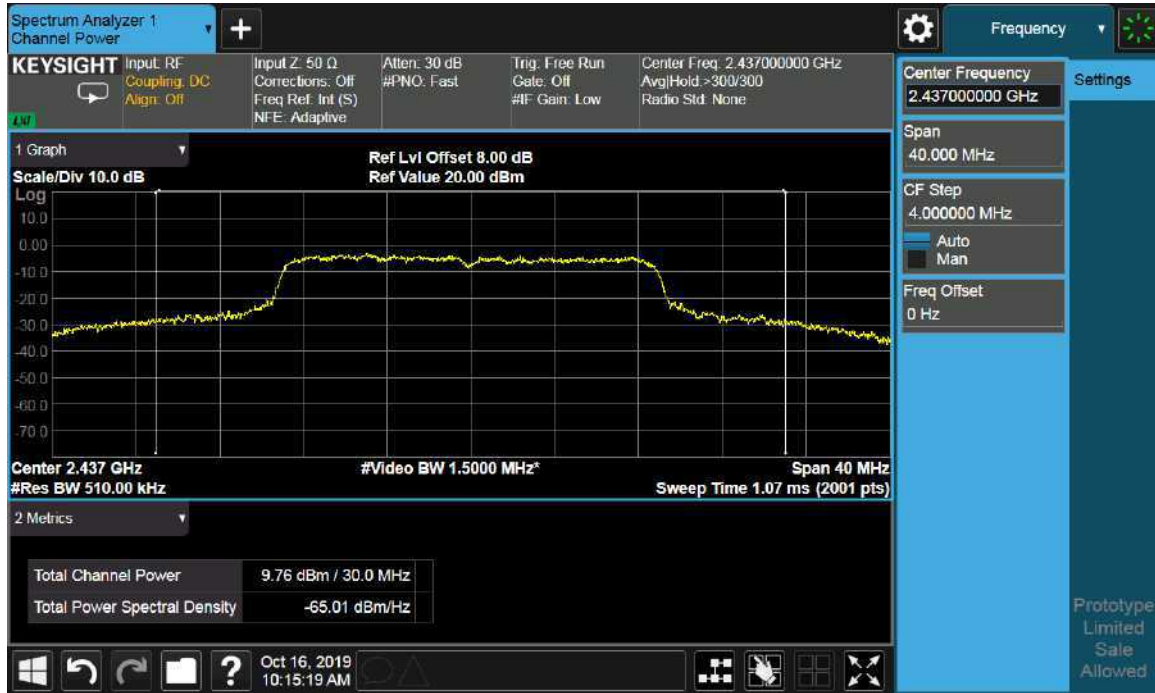 Spectrum Analyzer 1
Channel Power
Frequency
KEYSIGHT
Input: RF
Coupling: DC
Align: Off
Input Z: 50 Ω
Corrections: Off
Freq Ref: Int (S)
NFE: Adaptive
Atten: 30 dB
#PNO: Fast
Trig: Free Run
Gate: Off
#IF Gain: Low
Center Freq: 2.437000000 GHz
Avg|Hold:>300/300
Radio Std: None
LXI
1 Graph
Scale/Div 10.0 dB
Ref Lvl Offset 8.00 dB
Ref Value 20.00 dBm
Log
10.0
0.00
-10.0
-20.0
-30.0
-40.0
-50.0
-60.0
-70.0
Center 2.437 GHz
#Video BW 1.5000 MHz*
Span 40 MHz
#Res BW 510.00 kHz
Sweep Time 1.07 ms (2001 pts)
2 Metrics
Total Channel Power 9.76 dBm / 30.0 MHz
Total Power Spectral Density -65.01 dBm/Hz
Oct 16, 2019
10:15:19 AM
Center Frequency
2.437000000 GHz
Settings
Span
40.000 MHz
CF Step
4.000000 MHz
Auto
Man
Freq Offset
0 Hz
Prototype
Limited
Sale
Allowed